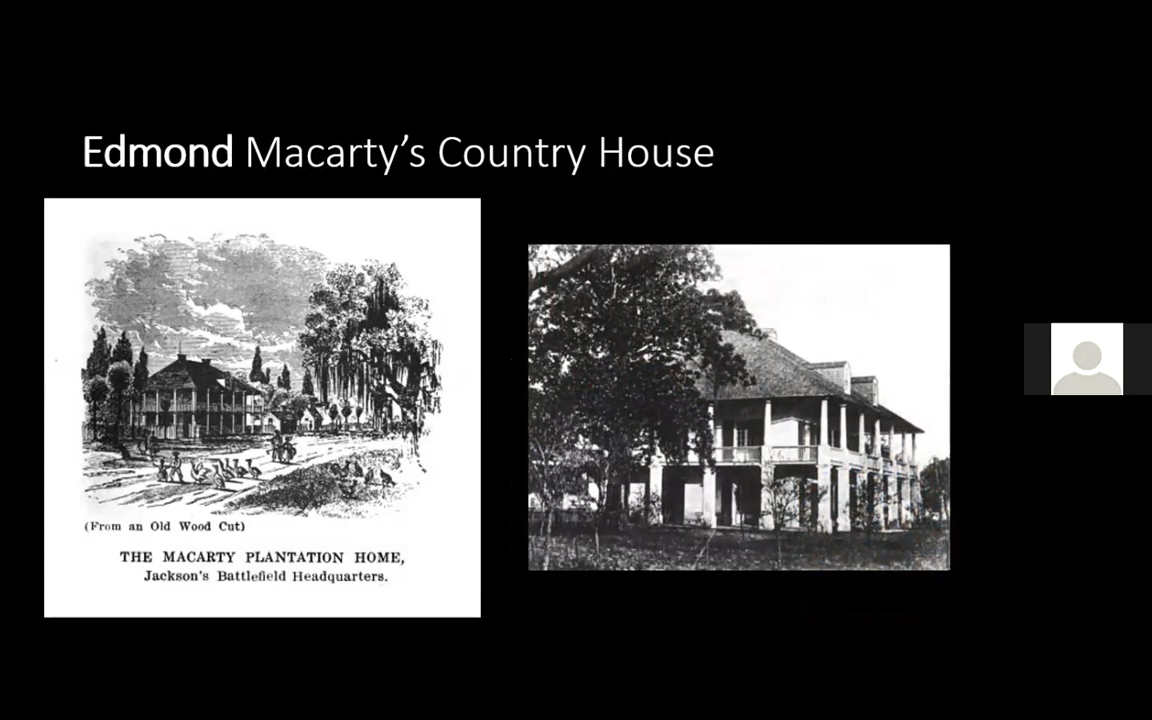 Edmond Macarty’s Country House
(From an Old Wood Cut)
THE MACARTY PLANTATION HOME,
Jackson's Battlefield Headquarters.